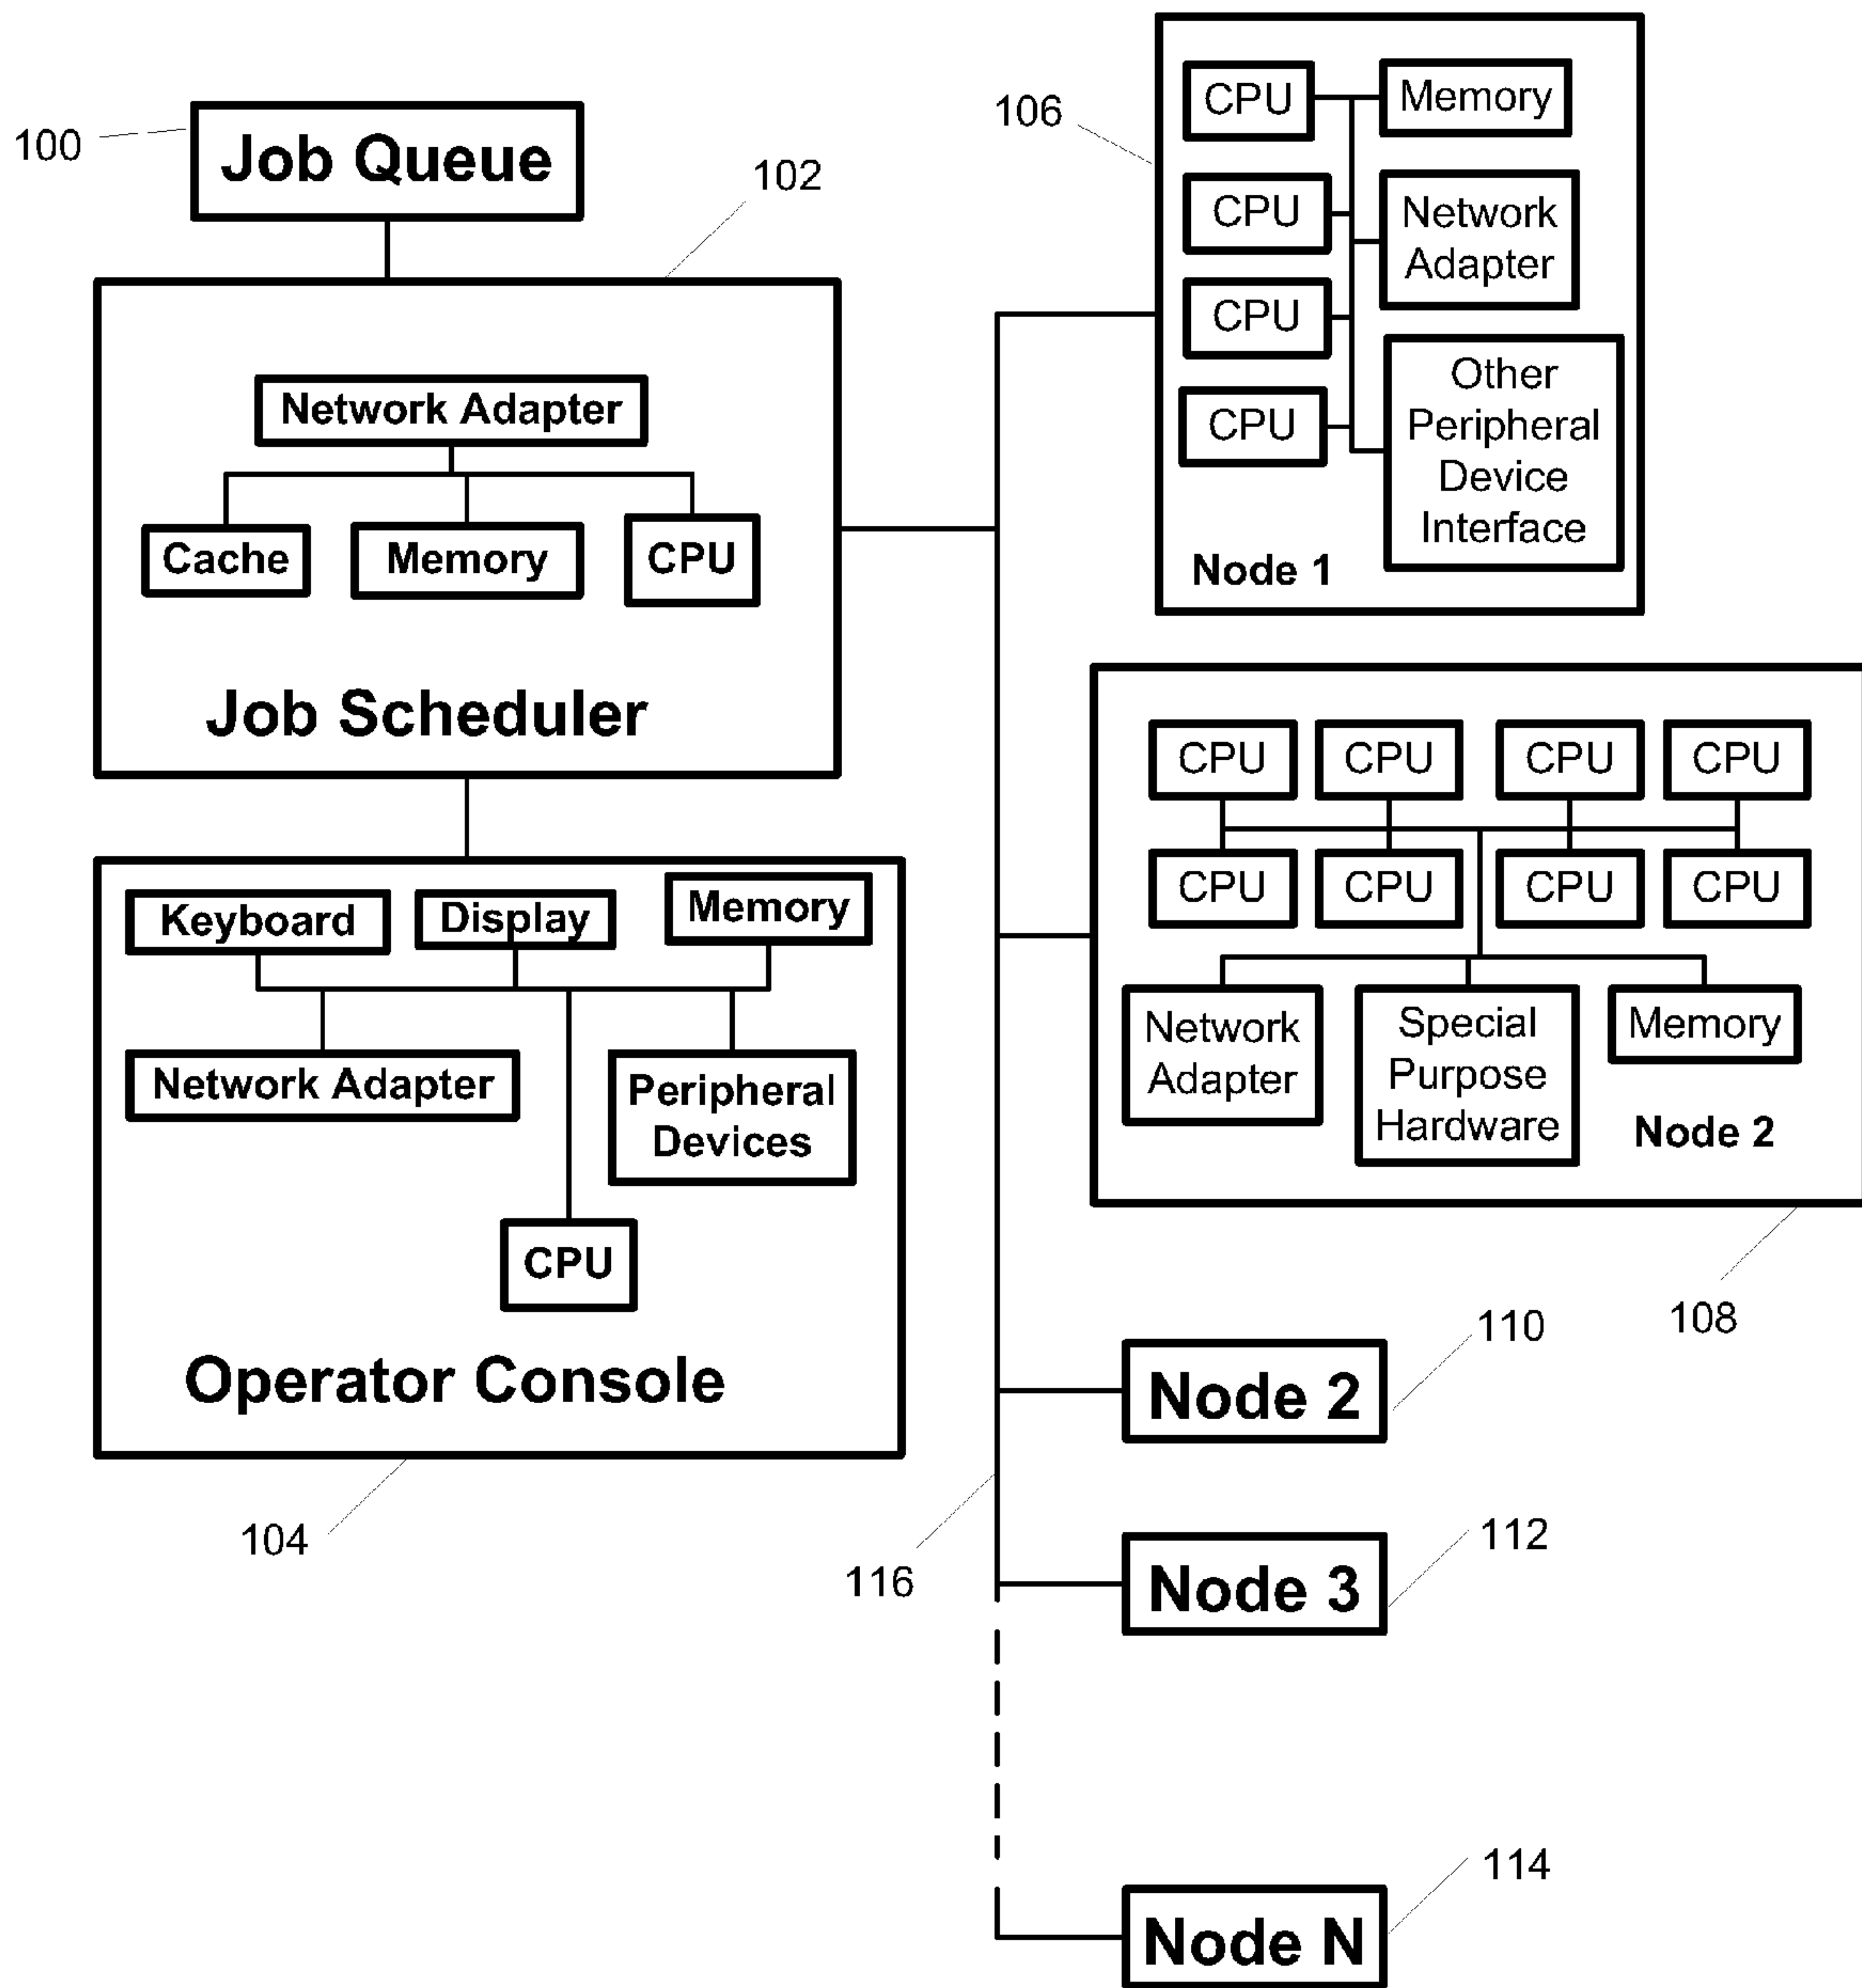 100
Job Queue
102
Network Adapter
Cache
Memory
CPU
Job Scheduler
Keyboard
Display
Memory
Network Adapter
Peripheral
Devices
CPU
Operator Console
104
106
CPU
Memory
CPU
Network
Adapter
CPU
CPU
Other
Peripheral
Device
Interface
Node 1
CPU
CPU
CPU
CPU
CPU
CPU
CPU
CPU
Network
Adapter
Special
Purpose
Hardware
Memory
Node 2
108
Node 2
110
116
Node 3
112
Node N
114